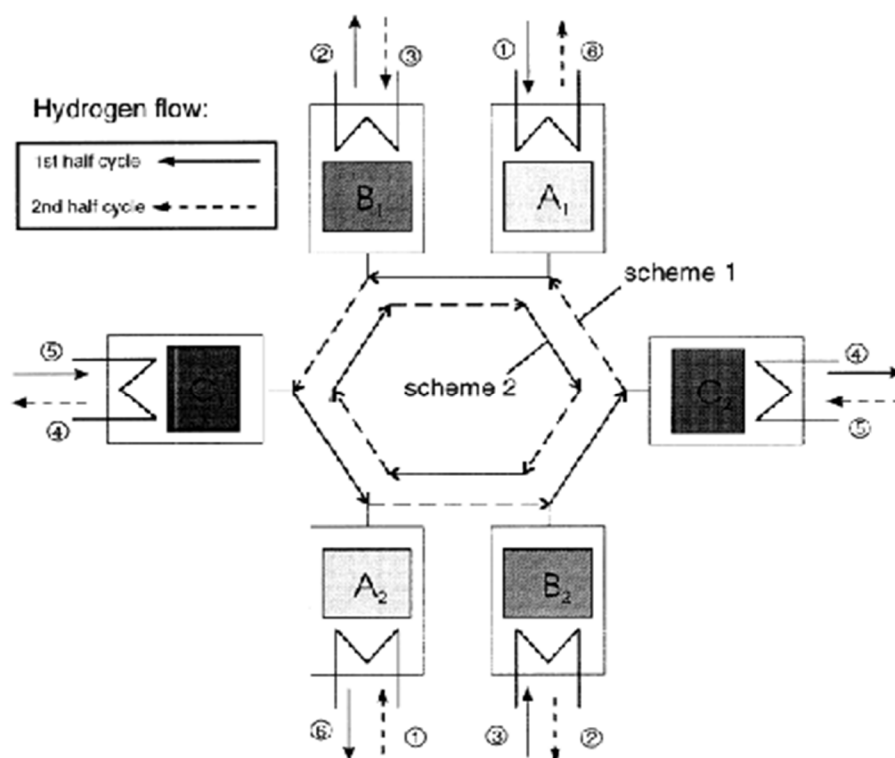 ② ③ ① ⑥
Hydrogen flow:
1st half cycle
2nd half cycle
B₁ A₁
scheme 1
⑤ ④
C C₂
scheme 2
④ ⑤
A₂ B₂
⑥ ① ③ ②